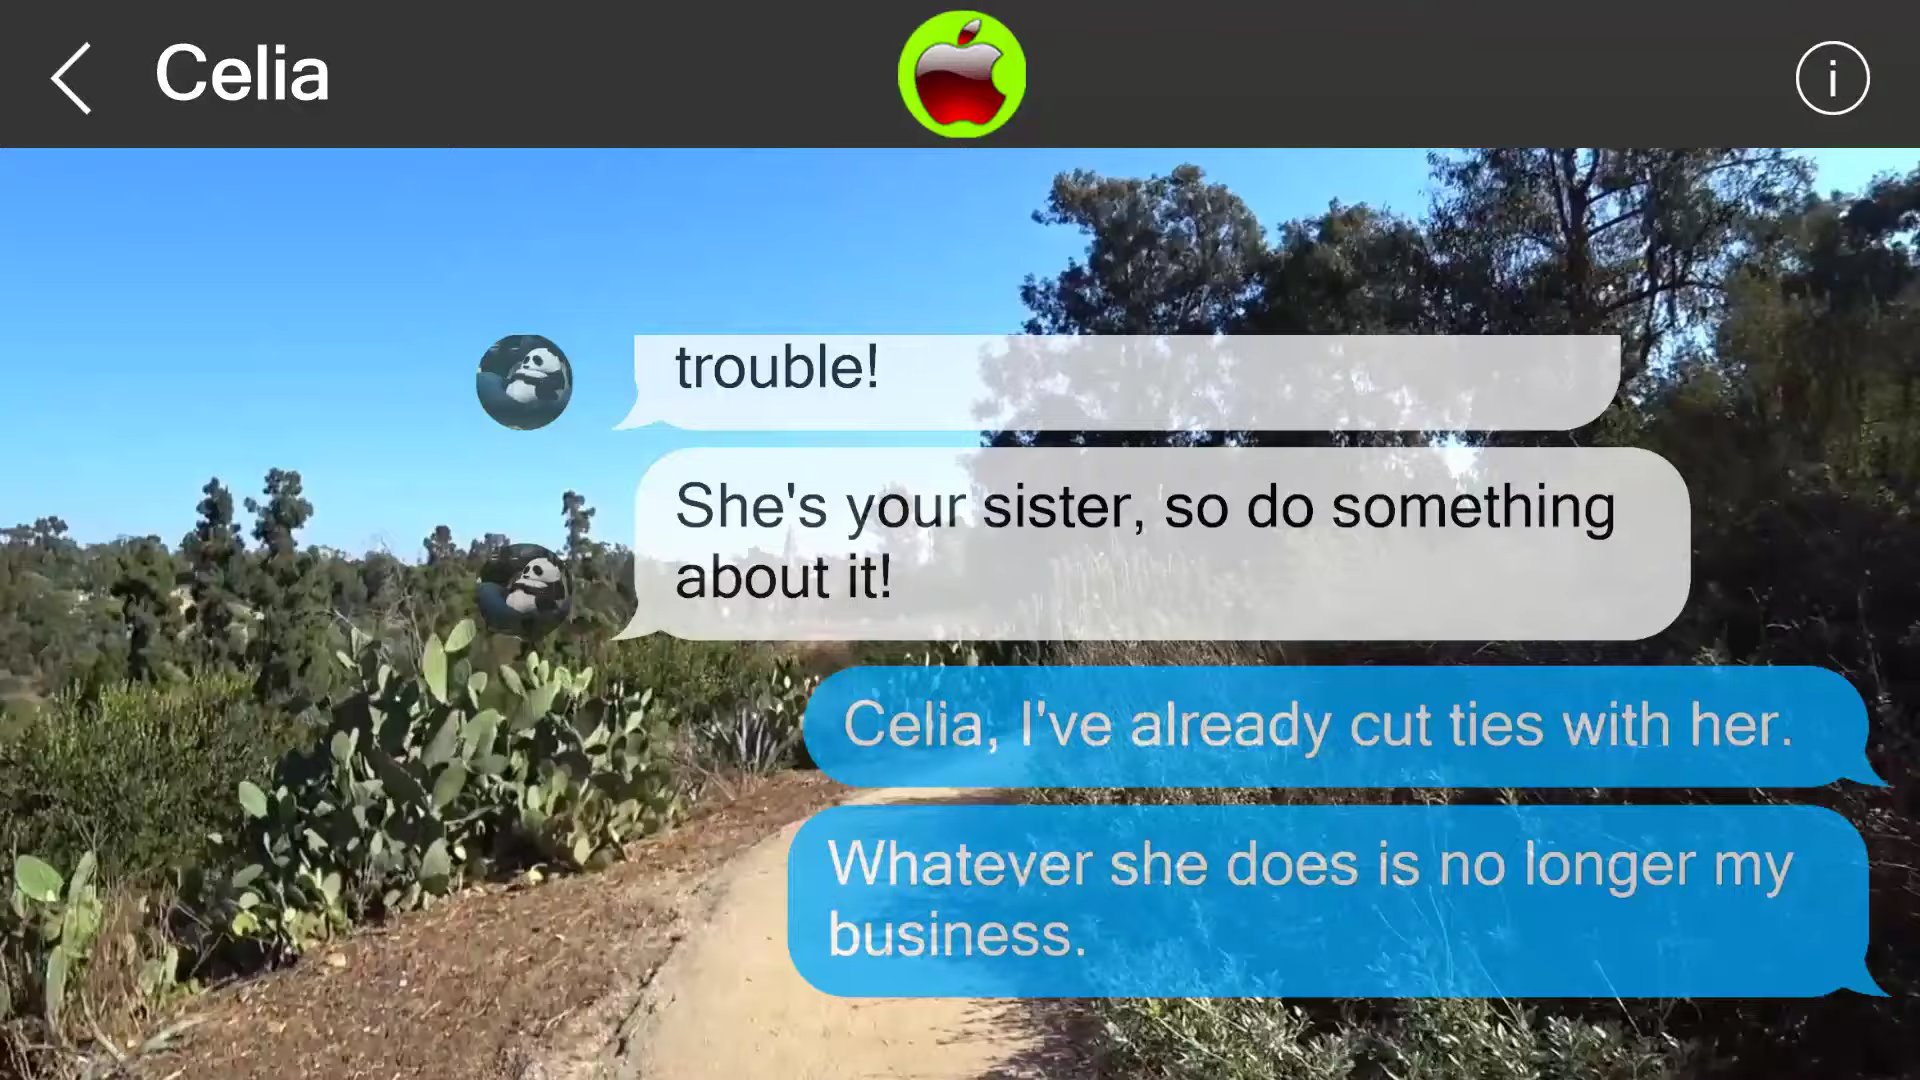 Celia
trouble!
She's your sister, so do something
about it!
Celia, I've already cut ties with her.
Whatever she does is no longer my
business.